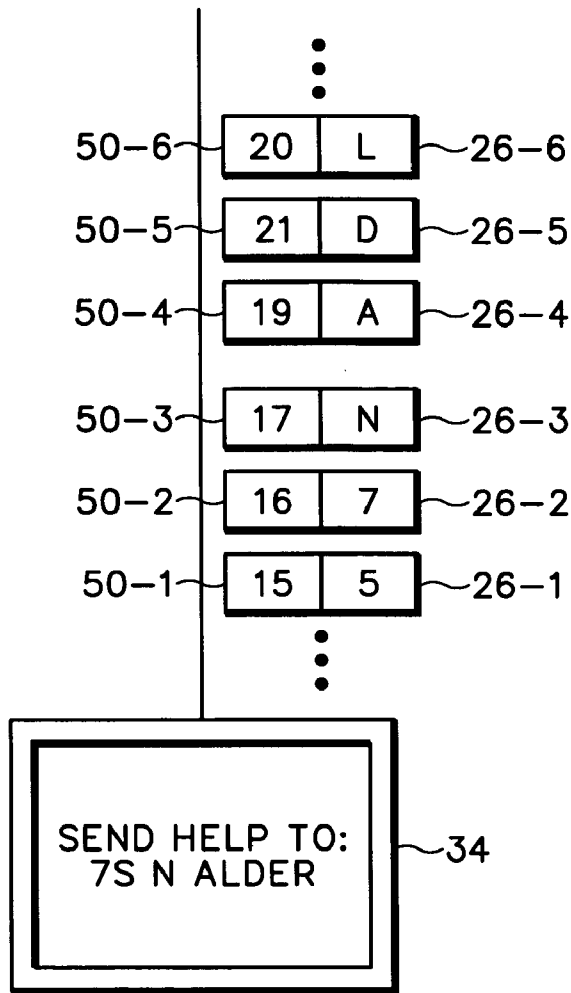 50-6 20 L 26-6
50-5 21 D 26-5
50-4 19 A 26-4
50-3 17 N 26-3
50-2 16 7 26-2
50-1 15 5 26-1
SEND HELP TO:
7S N ALDER
34